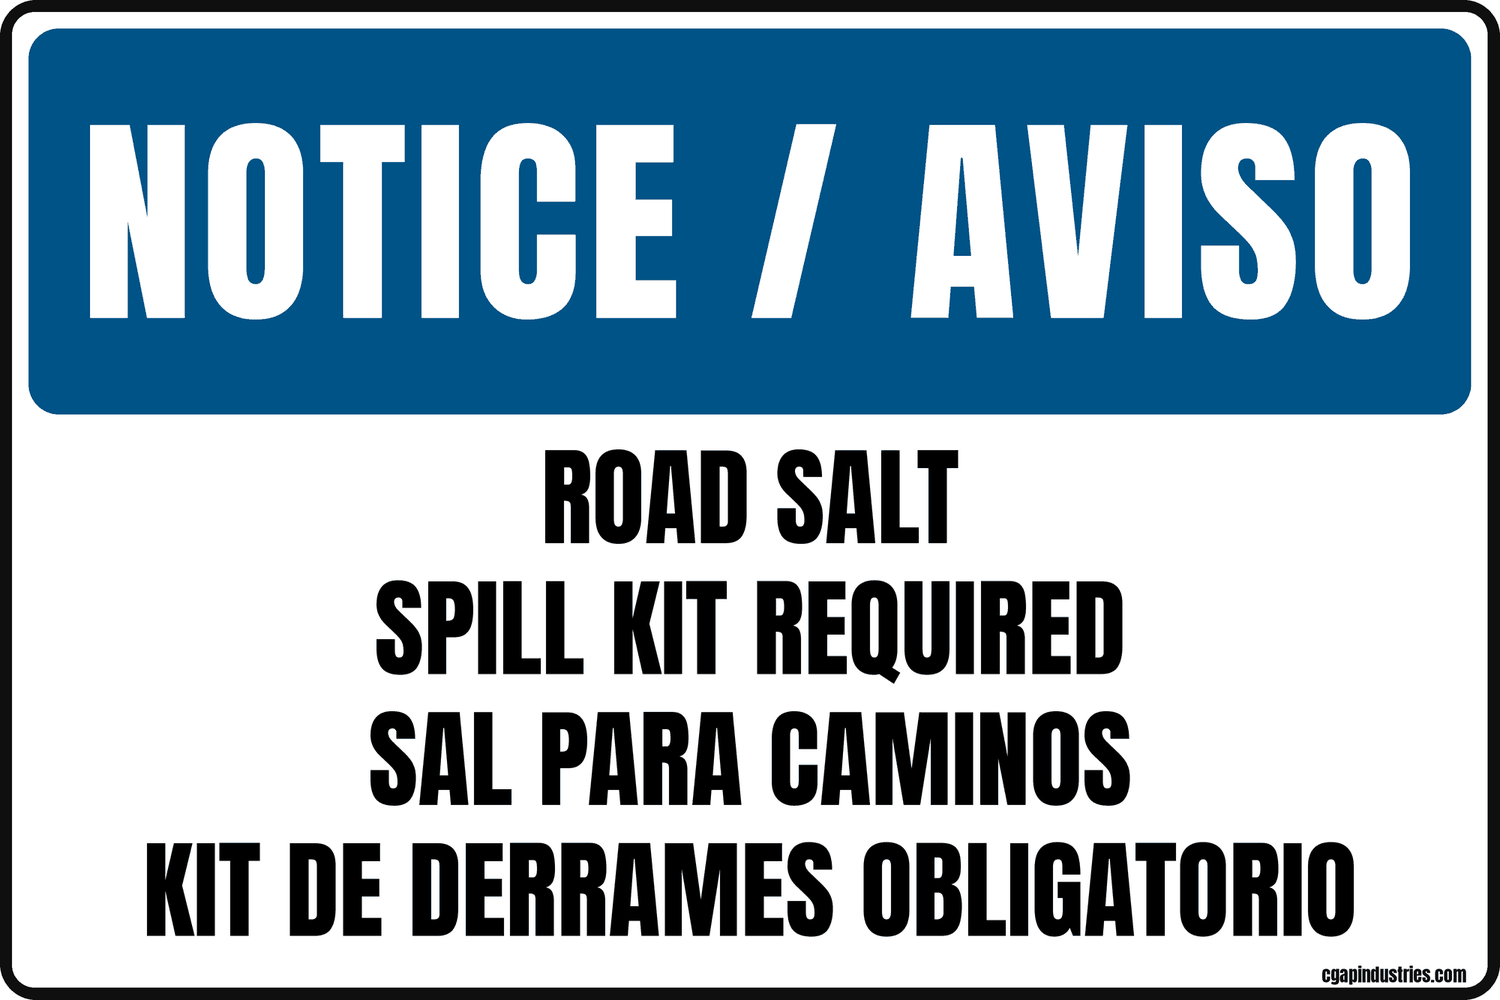 NOTICE / AVISO
ROAD SALT
SPILL KIT REQUIRED
SAL PARA CAMINOS
KIT DE DERRAMES OBLIGATORIO
cgapindustries.com